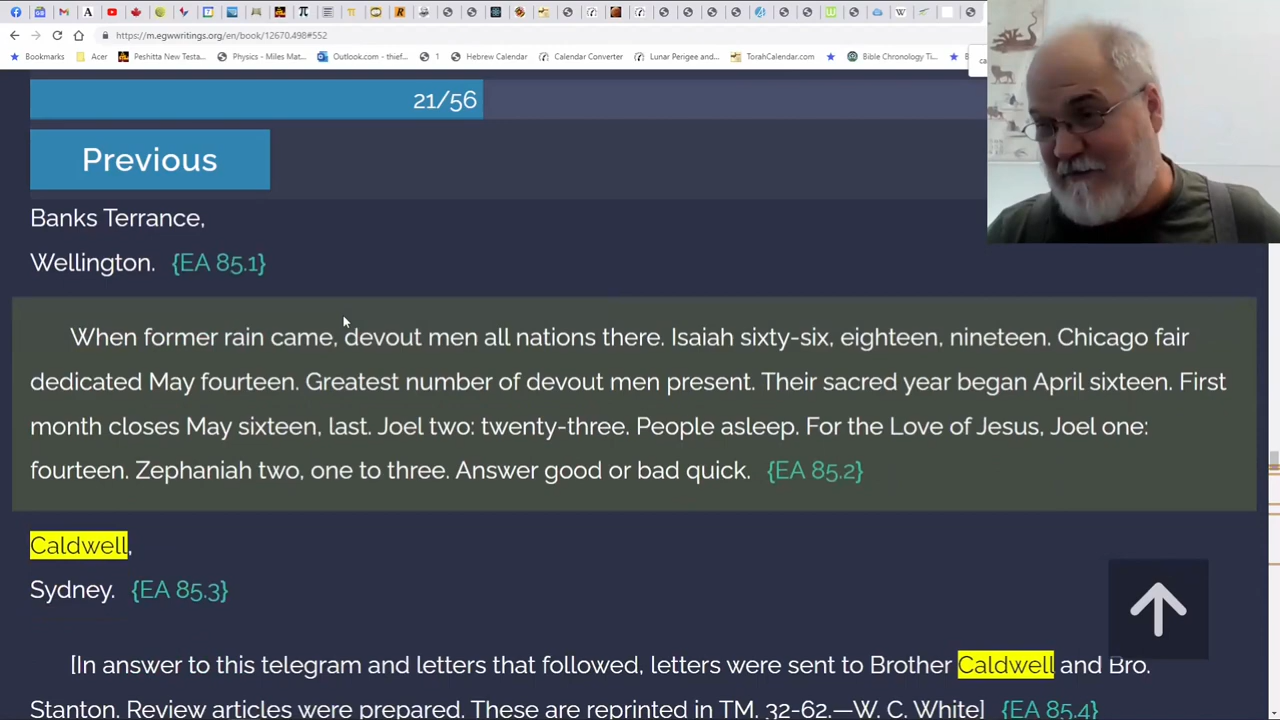 https://m.egwwritings.org/en/book/12670.498#552
Bookmarks Acer Peshitta New Testa... Physics - Miles Mat... Outlook.com - thief... 1 Hebrew Calendar Calendar Converter Lunar Perigee and... TorahCalendar.com Bible Chronology Ti...
21/56
Previous
Banks Terrance,
Wellington. {EA 85.1}
When former rain came, devout men all nations there. Isaiah sixty-six, eighteen, nineteen. Chicago fair
dedicated May fourteen. Greatest number of devout men present. Their sacred year began April sixteen. First
month closes May sixteen, last. Joel two: twenty-three. People asleep. For the Love of Jesus, Joel one:
fourteen. Zephaniah two, one to three. Answer good or bad quick. {EA 85.2}
Caldwell,
Sydney. {EA 85.3}
[In answer to this telegram and letters that followed, letters were sent to Brother Caldwell and Bro.
Stanton. Review articles were prepared. These are reprinted in TM. 32-62.—W. C. White] {EA 85.4}